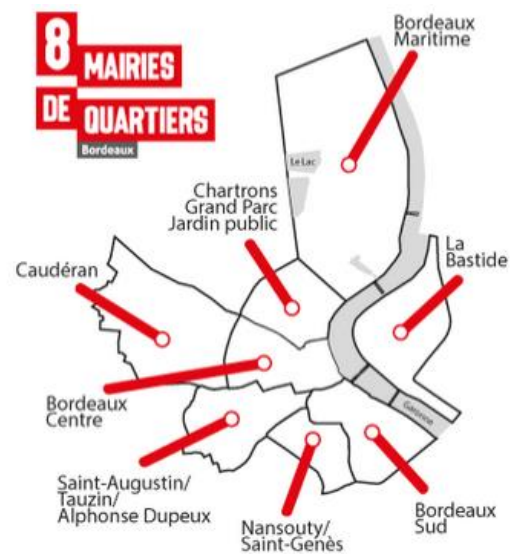 8 MAIRIES
DE QUARTIERS
Bordeaux
Bordeaux
Maritime
Le Lac
Chartrons
Grand Parc
Jardin public
La
Bastide
Caudéran
Bordeaux
Centre
Garonne
Saint-Augustin/
Tauzin/
Alphonse Dupeux
Nansouty/
Saint-Genès
Bordeaux
Sud